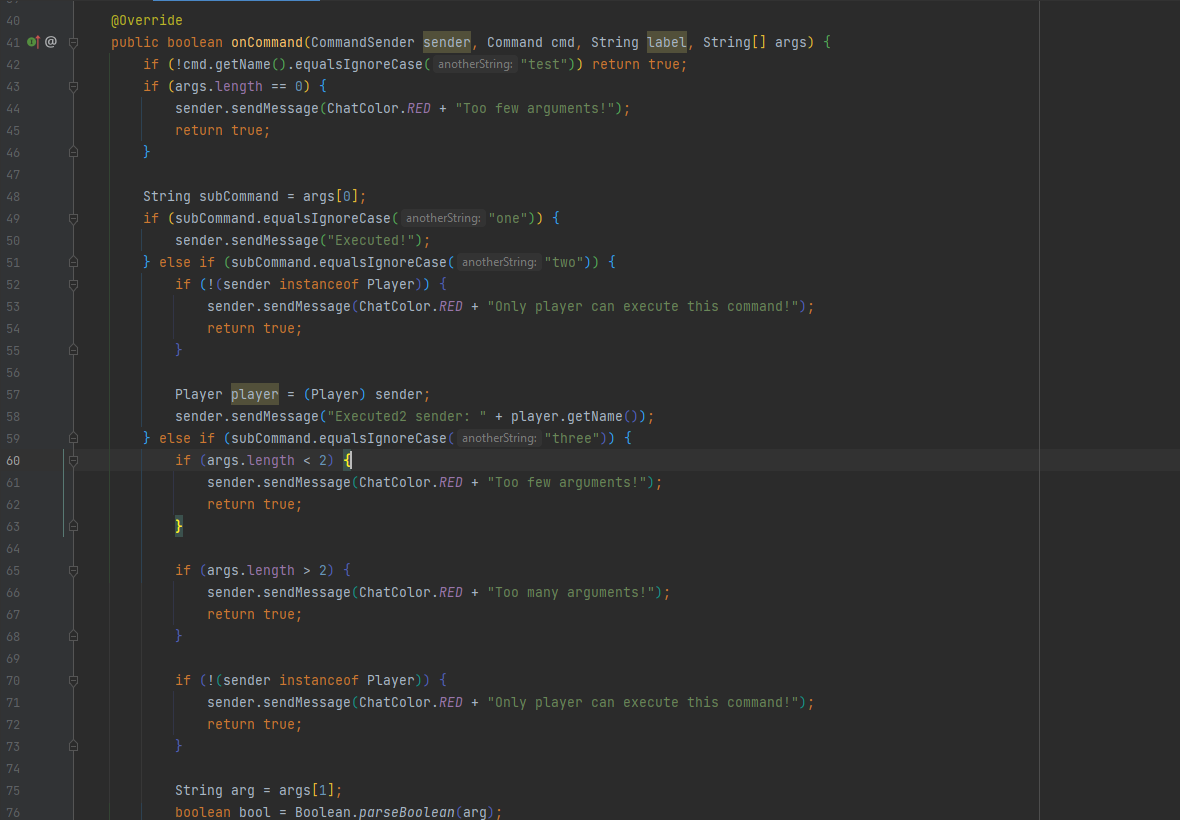 40 @Override
41 @ public boolean onCommand(CommandSender sender, Command cmd, String label, String[] args) {
42 if (!cmd.getName().equalsIgnoreCase( anotherString: "test")) return true;
43 if (args.length == 0) {
44 sender.sendMessage(ChatColor.RED + "Too few arguments!");
45 return true;
46 }
47
48 String subCommand = args[0];
49 if (subCommand.equalsIgnoreCase( anotherString: "one")) {
50 sender.sendMessage("Executed!");
51 } else if (subCommand.equalsIgnoreCase( anotherString: "two")) {
52 if (!(sender instanceof Player)) {
53 sender.sendMessage(ChatColor.RED + "Only player can execute this command!");
54 return true;
55 }
56
57 Player player = (Player) sender;
58 sender.sendMessage("Executed2 sender: " + player.getName());
59 } else if (subCommand.equalsIgnoreCase( anotherString: "three")) {
60 if (args.length < 2) {
61 sender.sendMessage(ChatColor.RED + "Too few arguments!");
62 return true;
63 }
64
65 if (args.length > 2) {
66 sender.sendMessage(ChatColor.RED + "Too many arguments!");
67 return true;
68 }
69
70 if (!(sender instanceof Player)) {
71 sender.sendMessage(ChatColor.RED + "Only player can execute this command!");
72 return true;
73 }
74
75 String arg = args[1];
76 boolean bool = Boolean.parseBoolean(arg);